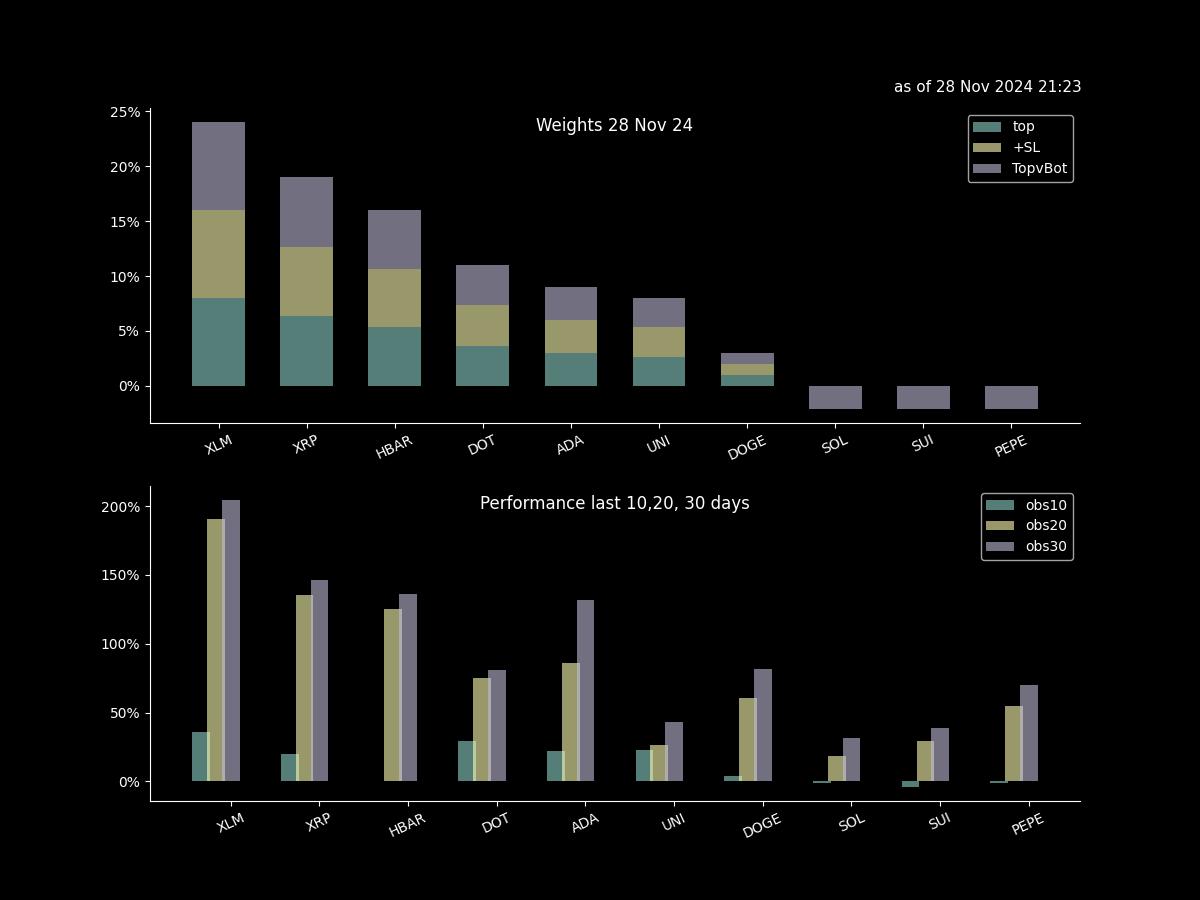 as of 28 Nov 2024 21:23
Weights 28 Nov 24
25%
20%
15%
10%
5%
0%
top
+SL
TopvBot
XLM XRP HBAR DOT ADA UNI DOGE SOL SUI PEPE
Performance last 10,20, 30 days
200%
150%
100%
50%
0%
obs10
obs20
obs30
XLM XRP HBAR DOT ADA UNI DOGE SOL SUI PEPE